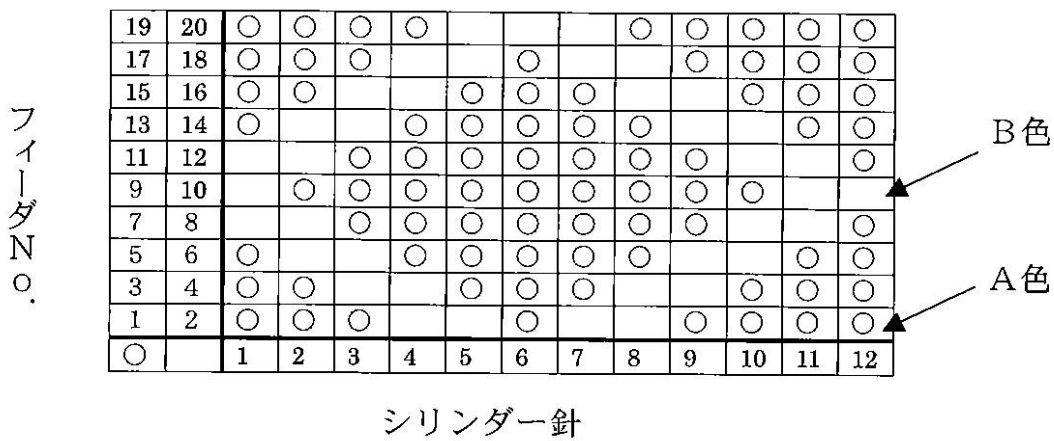 19 20 ○ ○ ○ ○ ○ ○ ○ ○ ○
17 18 ○ ○ ○ ○ ○ ○ ○ ○
15 16 ○ ○ ○ ○ ○ ○ ○ ○
13 14 ○ ○ ○ ○ ○ ○ ○ ○
11 12 ○ ○ ○ ○ ○ ○ ○ ○
9 10 ○ ○ ○ ○ ○ ○ ○ ○ ○
7 8 ○ ○ ○ ○ ○ ○ ○ ○
5 6 ○ ○ ○ ○ ○ ○ ○ ○
3 4 ○ ○ ○ ○ ○ ○ ○ ○
1 2 ○ ○ ○ ○ ○ ○ ○ ○
○ 1 2 3 4 5 6 7 8 9 10 11 12
フィーダNo.
B色
A色
シリンダー針